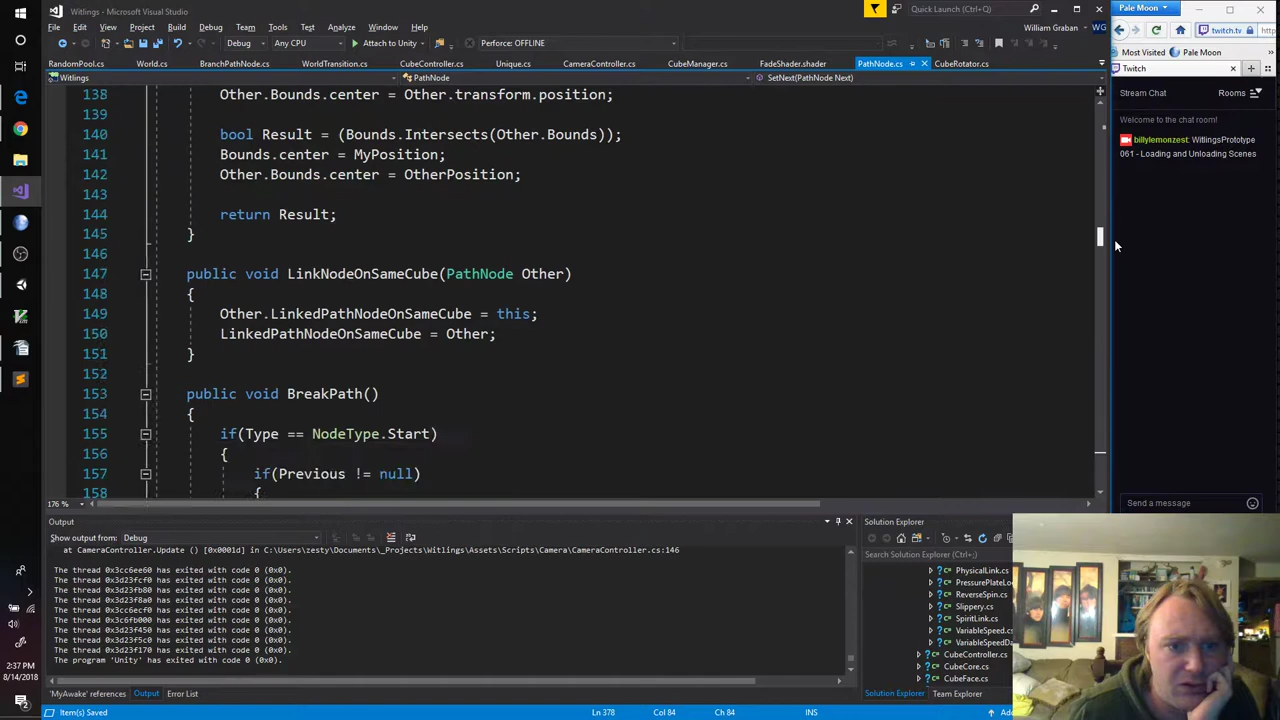 Witlings - Microsoft Visual Studio
Quick Launch (Ctrl+Q)
File Edit View Project Build Debug Team Tools Test Analyze Window Help
William Graban WG
Debug Any CPU Attach to Unity Perforce: OFFLINE
RandomPool.cs World.cs BranchPathNode.cs WorldTransition.cs CubeController.cs Unique.cs CameraController.cs CubeManager.cs FadeShader.shader PathNode.cs CubeRotator.cs
Witlings PathNode SetNext(PathNode Next)
138 Other.Bounds.center = Other.transform.position;
139
140 bool Result = (Bounds.Intersects(Other.Bounds));
141 Bounds.center = MyPosition;
142 Other.Bounds.center = OtherPosition;
143
144 return Result;
145 }
146
147 public void LinkNodeOnSameCube(PathNode Other)
148 {
149 Other.LinkedPathNodeOnSameCube = this;
150 LinkedPathNodeOnSameCube = Other;
151 }
152
153 public void BreakPath()
154 {
155 if(Type == NodeType.Start)
156 {
157 if(Previous != null)
158 {
176 %
Output
Show output from: Debug
at CameraController.Update () [0x0001d] in C:\Users\zesty\Documents\_Projects\Witlings\Assets\Scripts\Camera\CameraController.cs:146
The thread 0x3cc6ee60 has exited with code 0 (0x0).
The thread 0x3d23fcf0 has exited with code 0 (0x0).
The thread 0x3d23fb80 has exited with code 0 (0x0).
The thread 0x3d23f8a0 has exited with code 0 (0x0).
The thread 0x3cc6ecf0 has exited with code 0 (0x0).
The thread 0x3c6fb000 has exited with code 0 (0x0).
The thread 0x3d23f450 has exited with code 0 (0x0).
The thread 0x3d23f5c0 has exited with code 0 (0x0).
The thread 0x3d23f170 has exited with code 0 (0x0).
The program 'Unity' has exited with code 0 (0x0).
'MyAwake' references Output Error List
Solution Explorer
Search Solution Explorer (Ctrl+;)
PhysicalLink.cs
ReverseSpin.cs
Slippery.cs
SpiritLink.cs
VariableSpeed.cs
CubeController.cs
CubeCore.cs
CubeFace.cs
Solution Explorer Team Explorer
Item(s) Saved Ln 378 Col 84 Ch 84 INS
2:37 PM
8/14/2018
2
Pale Moon
twitch.tv
Most Visited Pale Moon
Twitch
Stream Chat Rooms
Welcome to the chat room!
billylemonzest: WitlingsPrototype
061 - Loading and Unloading Scenes
Send a message